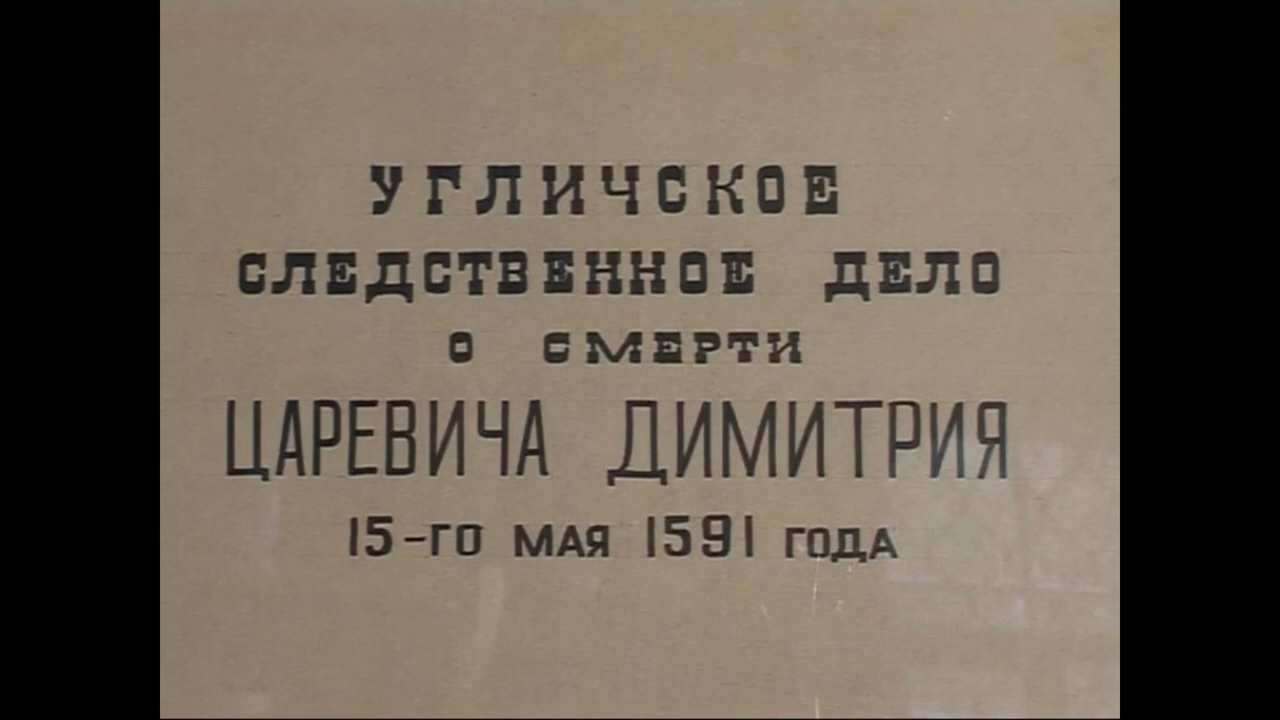 УГЛИЧСКОЕ
СЛЕДСТВЕННОЕ ДЕЛО
О СМЕРТИ
ЦАРЕВИЧА ДИМИТРИЯ
15-ГО МАЯ 1591 ГОДА